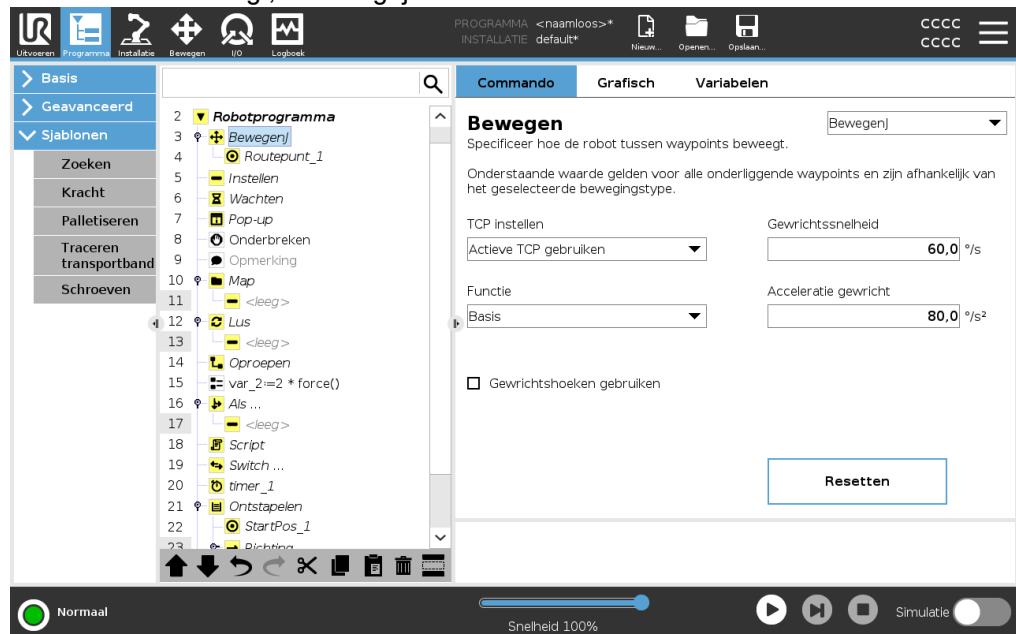 PROGRAMMA <naamloos>*
INSTALLATIE default*
UR
Uitvoeren
Programma
Installatie
Bewegen
I/O
Logboek
Nieuw...
Openen...
Opslaan...
CCCC
CCCC
Basis
Geavanceerd
Sjablonen
Zoeken
Kracht
Palletiseren
Traceren
transportband
Schroeven
2 Robotprogramma
3 BewegenJ
4 Routepunt_1
5 Instellen
6 Wachten
7 Pop-up
8 Onderbreken
9 Opmerking
10 Map
11 <leeg>
12 Lus
13 <leeg>
14 Oproepen
15 var_2:=2 * force()
16 Als ...
17 <leeg>
18 Script
19 Switch ...
20 timer_1
21 Ontstapelen
22 StartPos_1
23 Richting
Commando
Grafisch
Variabelen
Bewegen
BewegenJ
Specificeer hoe de robot tussen waypoints beweegt.
Onderstaande waarde gelden voor alle onderliggende waypoints en zijn afhankelijk van
het geselecteerde bewegingstype.
TCP instellen
Gewrichtssnelheid
Actieve TCP gebruiken
60,0 °/s
Functie
Acceleratie gewricht
Basis
80,0 °/s²
Gewrichtshoeken gebruiken
Resetten
Normaal
Snelheid 100%
Simulatie